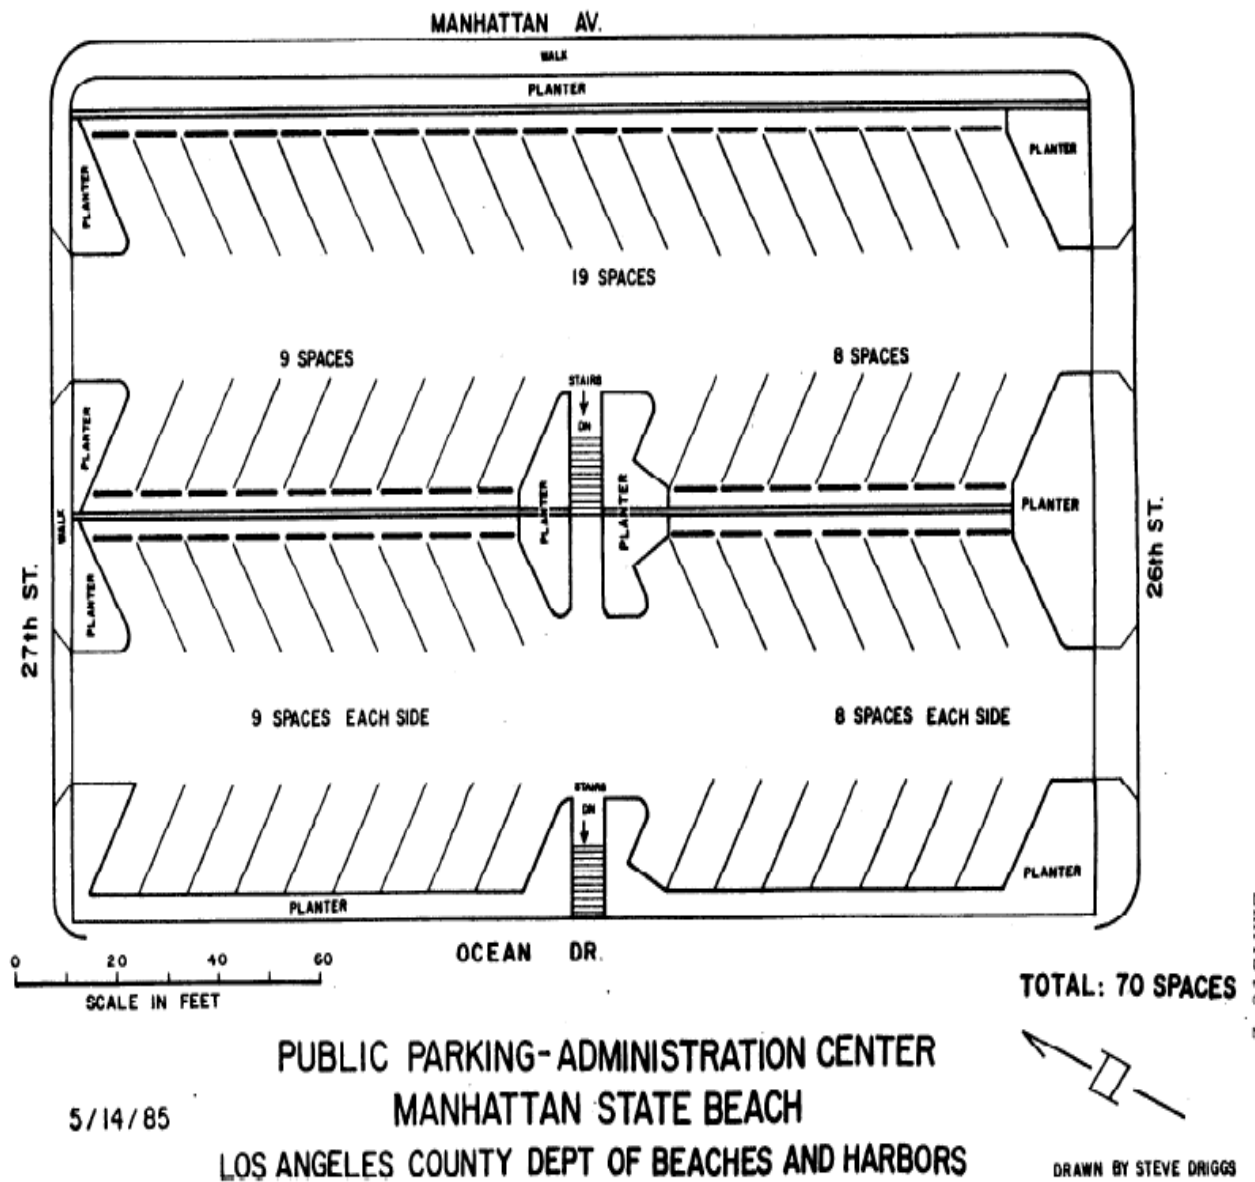 MANHATTAN AV.
WALK
PLANTER
PLANTER
PLANTER
19 SPACES
9 SPACES
8 SPACES
STAIRS
DN
PLANTER
PLANTER
PLANTER
PLANTER
WALK
PLANTER
27th ST.
26th ST.
9 SPACES EACH SIDE
8 SPACES EACH SIDE
STAIRS
DN
PLANTER
PLANTER
OCEAN DR.
0 20 40 60
SCALE IN FEET
TOTAL: 70 SPACES
PUBLIC PARKING-ADMINISTRATION CENTER
5/14/85
MANHATTAN STATE BEACH
LOS ANGELES COUNTY DEPT OF BEACHES AND HARBORS
DRAWN BY STEVE DRIGGS